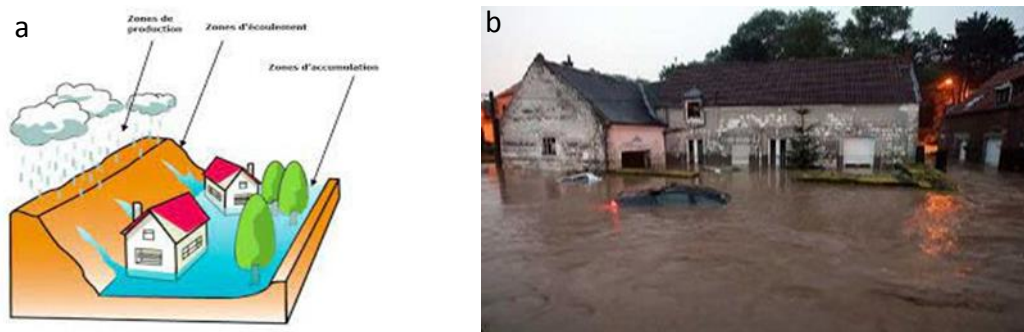 a
Zones de
production
Zones d'écoulement
Zones d'accumulation
b